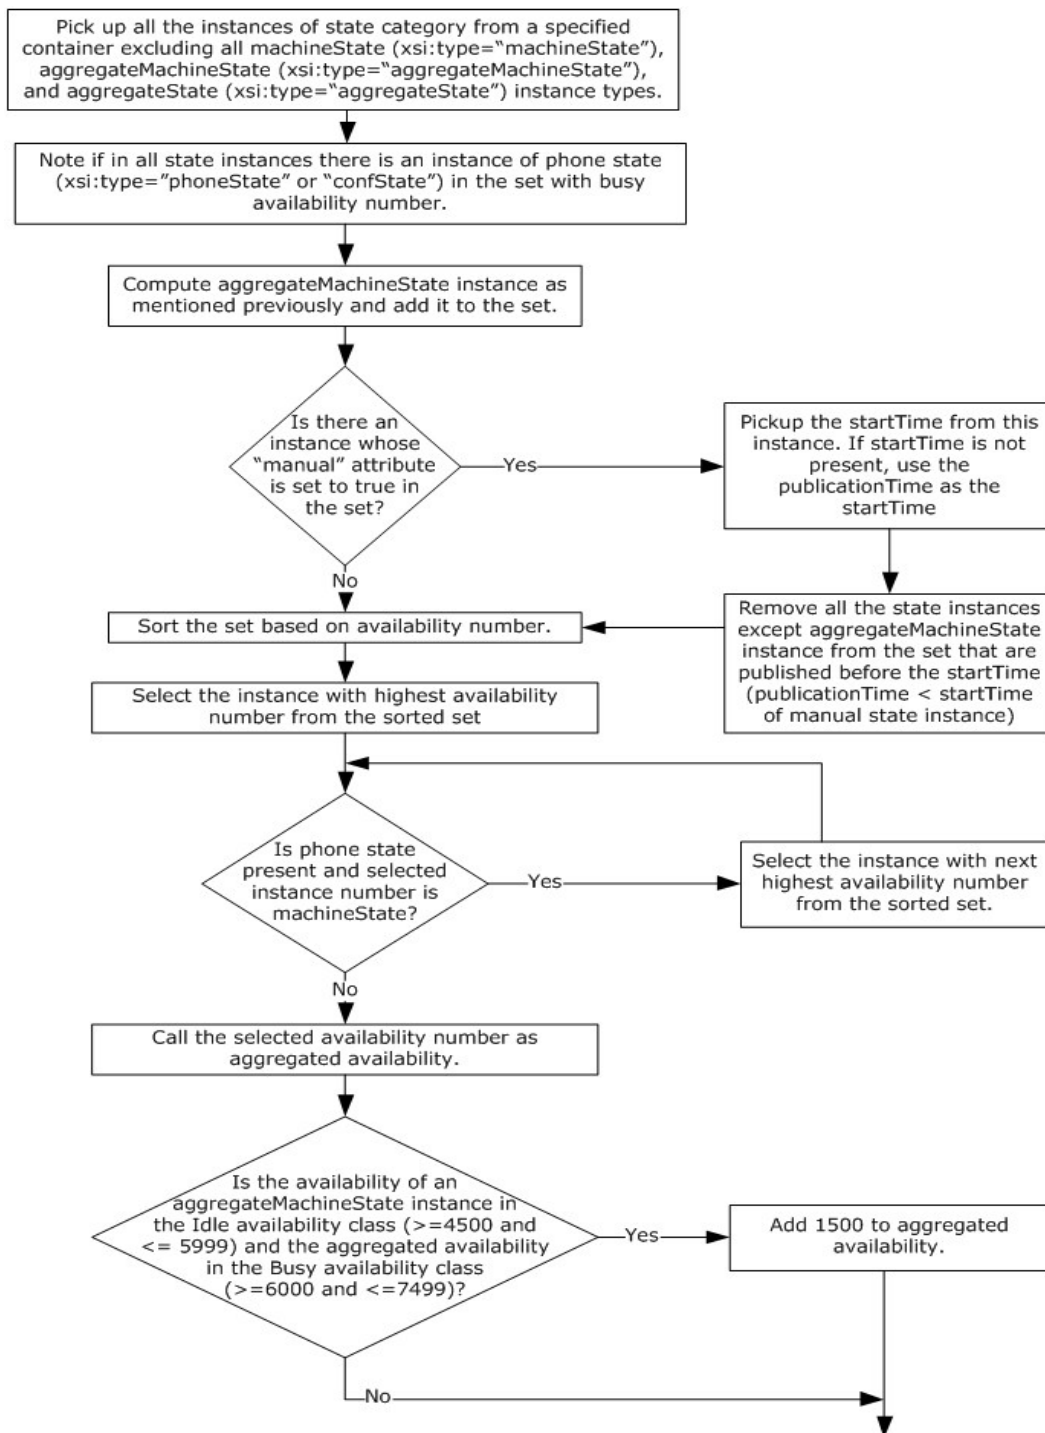 Pick up all the instances of state category from a specified
container excluding all machineState (xsi:type=“machineState”),
aggregateMachineState (xsi:type=“aggregateMachineState”),
and aggregateState (xsi:type=“aggregateState”) instance types.
Note if in all state instances there is an instance of phone state
(xsi:type=”phoneState” or “confState”) in the set with busy
availability number.
Compute aggregateMachineState instance as
mentioned previously and add it to the set.
Is there an
instance whose
“manual” attribute
is set to true in
the set?
Yes
Pickup the startTime from this
instance. If startTime is not
present, use the
publicationTime as the
startTime
No
Remove all the state instances
except aggregateMachineState
instance from the set that are
published before the startTime
(publicationTime < startTime
of manual state instance)
Sort the set based on availability number.
Select the instance with highest availability
number from the sorted set
Is phone state
present and selected
instance number is
machineState?
Yes
Select the instance with next
highest availability number
from the sorted set.
No
Call the selected availability number as
aggregated availability.
Is the availability of an
aggregateMachineState instance in
the Idle availability class (>=4500 and
<= 5999) and the aggregated availability
in the Busy availability class
(>=6000 and <=7499)?
Yes
Add 1500 to aggregated
availability.
No